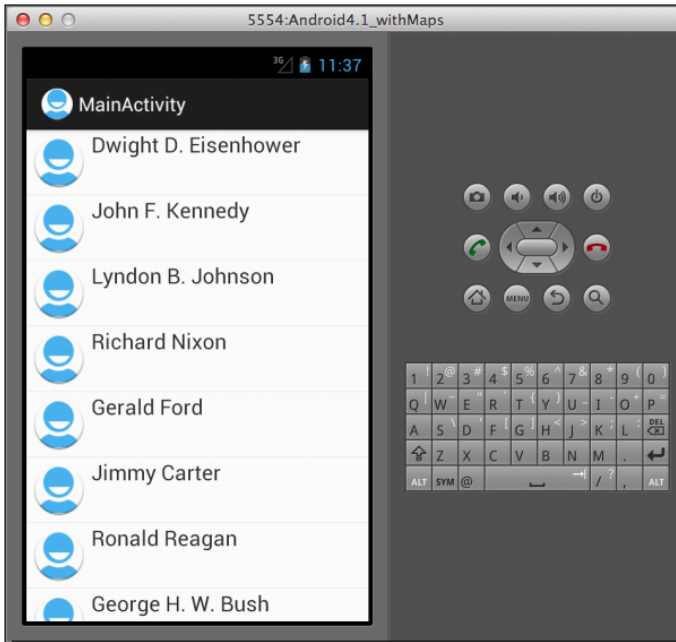 5554:Android4.1_withMaps
3G 11:37
MainActivity
Dwight D. Eisenhower
John F. Kennedy
Lyndon B. Johnson
Richard Nixon
Gerald Ford
Jimmy Carter
Ronald Reagan
George H. W. Bush
MENU
1 ! 2 @ 3 # 4 $ 5 % 6 ^ 7 & 8 * 9 ( 0 )
Q | W ~ E " R ` T { Y } U _ I - O + P =
A S \ D ' F [ G ] H < J > K ; L : DEL
Z X C V B N M .
ALT SYM @ / ? , ALT